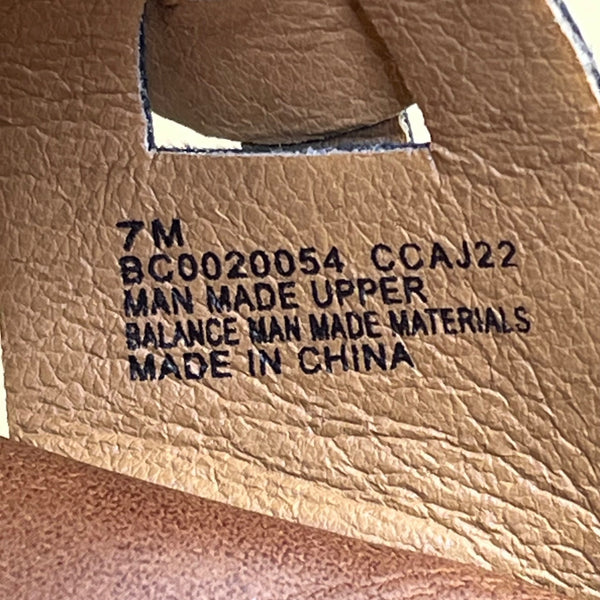 7M
BC0020054 CCAJ22
MAN MADE UPPER
BALANCE MAN MADE MATERIALS
MADE IN CHINA